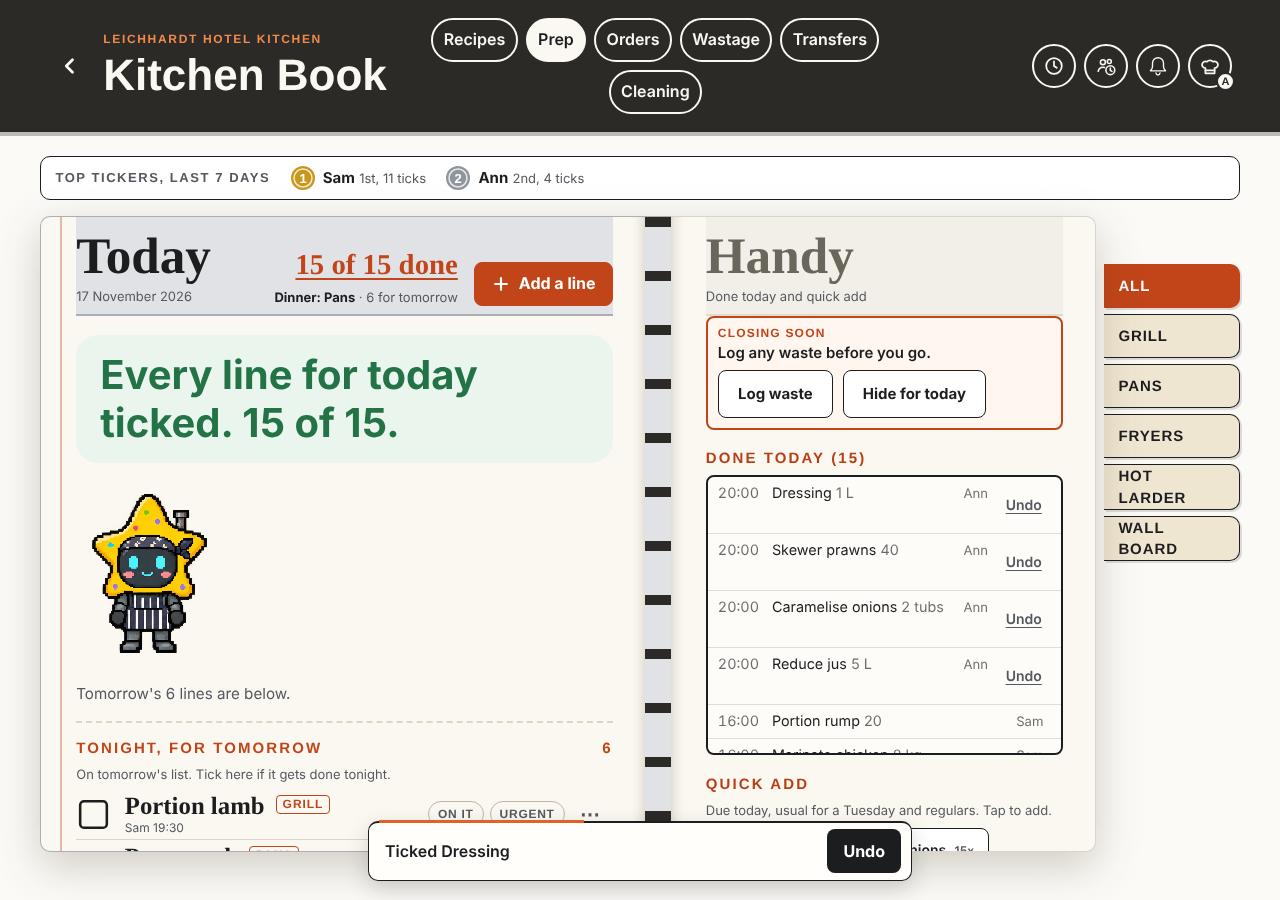 LEICHHARDT HOTEL KITCHEN
Kitchen Book
Recipes
Prep
Orders
Wastage
Transfers
Cleaning
A
TOP TICKERS, LAST 7 DAYS
1 Sam 1st, 11 ticks
2 Ann 2nd, 4 ticks
Today
17 November 2026
15 of 15 done
Dinner: Pans · 6 for tomorrow
+ Add a line
Every line for today
ticked. 15 of 15.
Tomorrow's 6 lines are below.
TONIGHT, FOR TOMORROW 6
On tomorrow's list. Tick here if it gets done tonight.
Portion lamb GRILL
Sam 19:30
ON IT
URGENT
...
Handy
Done today and quick add
CLOSING SOON
Log any waste before you go.
Log waste
Hide for today
DONE TODAY (15)
20:00 Dressing 1 L Ann Undo
20:00 Skewer prawns 40 Ann Undo
20:00 Caramelise onions 2 tubs Ann Undo
20:00 Reduce jus 5 L Ann Undo
16:00 Portion rump 20 Sam
QUICK ADD
Due today, usual for a Tuesday and regulars. Tap to add.
ALL
GRILL
PANS
FRYERS
HOT
LARDER
WALL
BOARD
Ticked Dressing
Undo